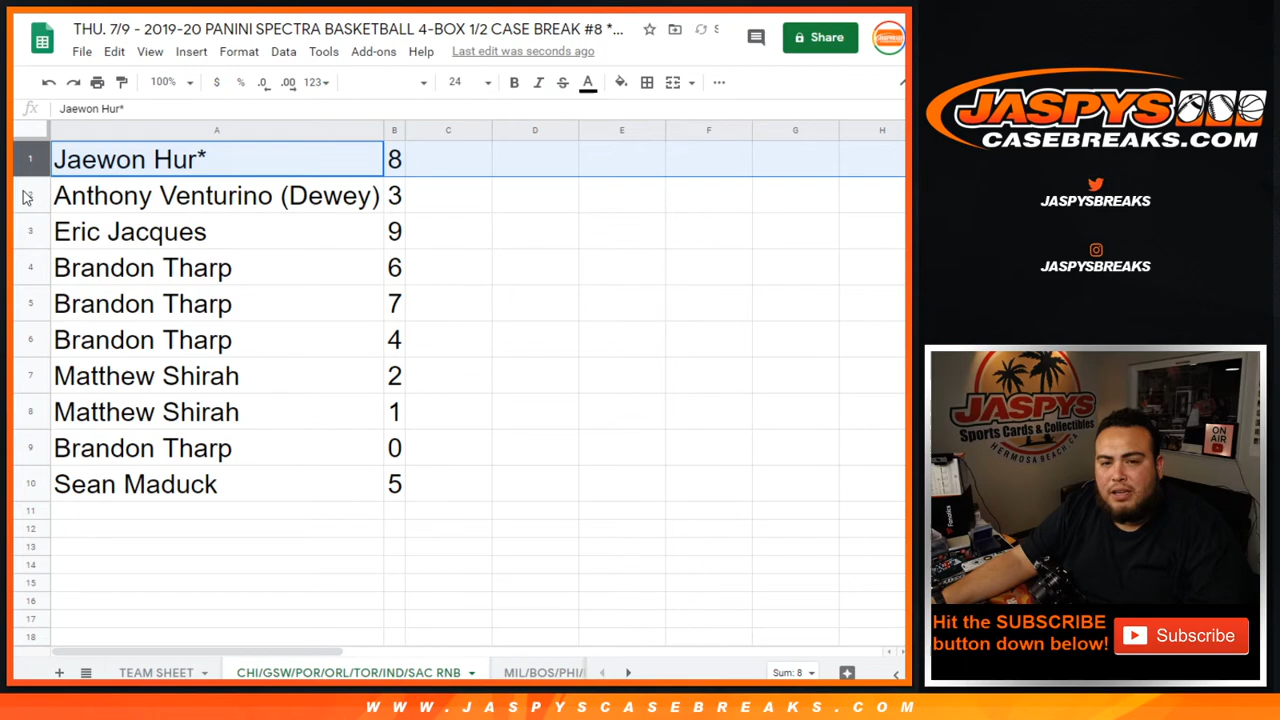 THU. 7/9 - 2019-20 PANINI SPECTRA BASKETBALL 4-BOX 1/2 CASE BREAK #8 *...
S
Share
File Edit View Insert Format Data Tools Add-ons Help Last edit was seconds ago
100% $ % .0 .00 123 24 B I S A
fx Jaewon Hur*
A B C D E F G H
1 Jaewon Hur* 8
2 Anthony Venturino (Dewey) 3
3 Eric Jacques 9
4 Brandon Tharp 6
5 Brandon Tharp 7
6 Brandon Tharp 4
7 Matthew Shirah 2
8 Matthew Shirah 1
9 Brandon Tharp 0
10 Sean Maduck 5
11
12
13
14
15
16
17
18
TEAM SHEET CHI/GSW/POR/ORL/TOR/IND/SAC RNB MIL/BOS/PHI/ Sum: 8
JASPYS
CASEBREAKS.COM
JASPYSBREAKS
JASPYSBREAKS
JASPYS
Sports Cards & Collectibles
HERMOSA BEACH, CA
ON AIR
Fanatics
Hit the SUBSCRIBE
button down below!
Subscribe
WWW.JASPYSCASEBREAKS.COM